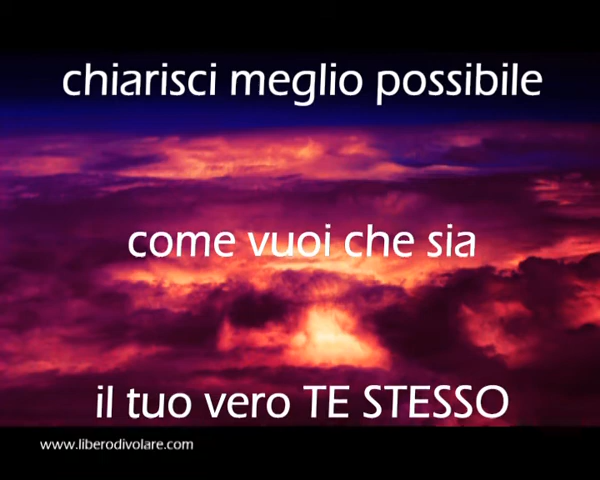 chiarisci meglio possibile
come vuoi che sia
il tuo vero TE STESSO
www.liberodivolare.com